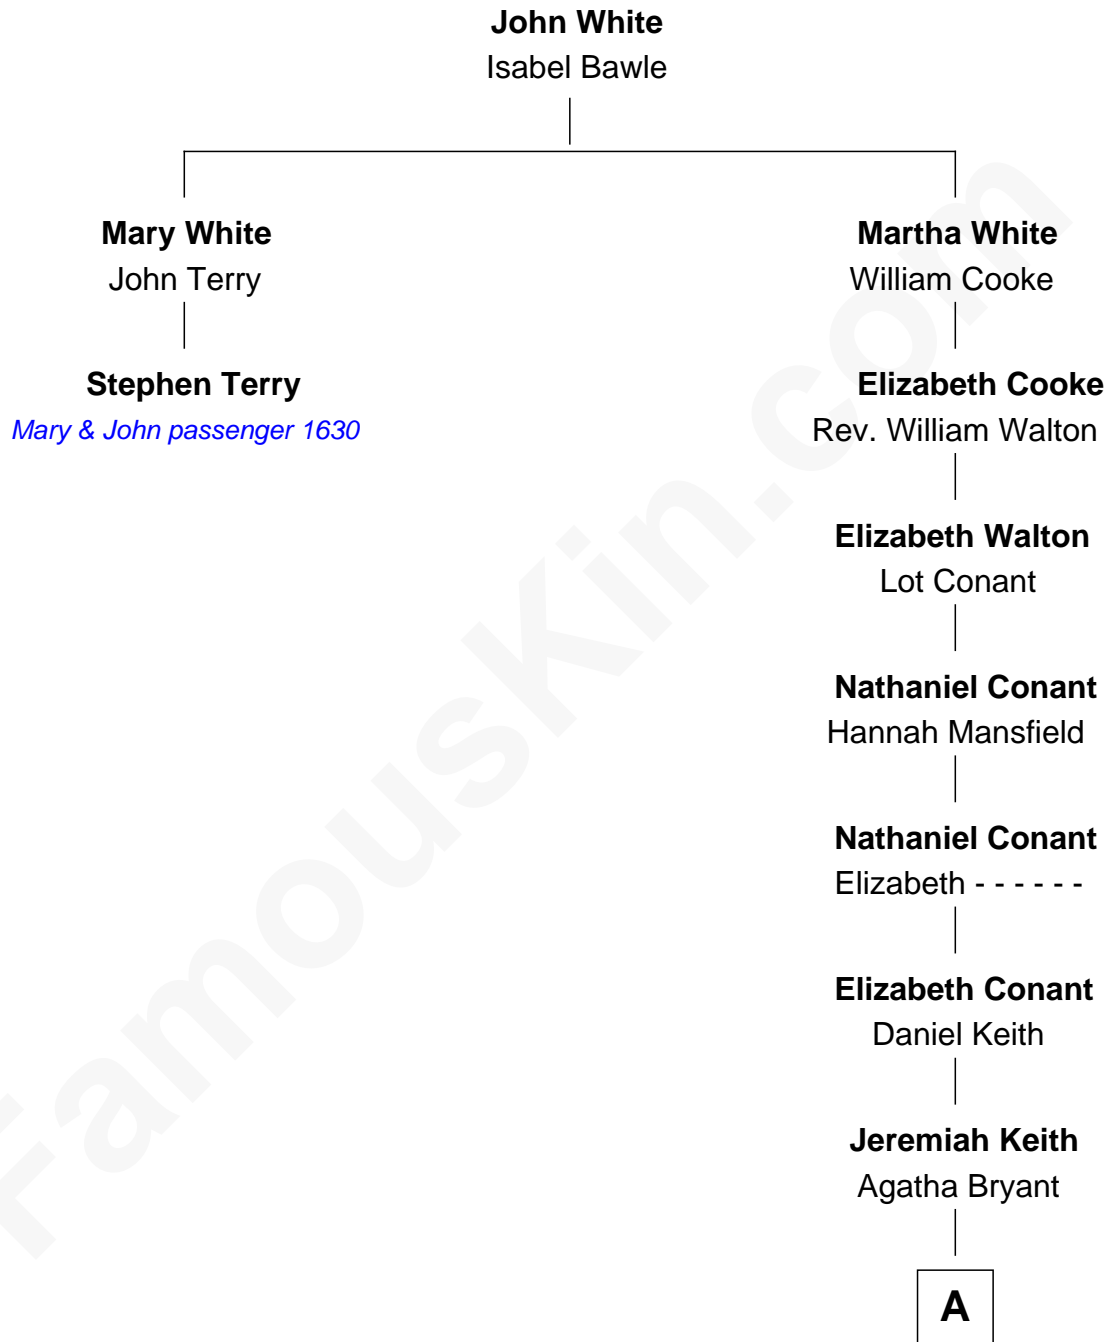 John White
Isabel Bawle
Mary White
John Terry
Stephen Terry
Mary & John passenger 1630
Martha White
William Cooke
Elizabeth Cooke
Rev. William Walton
Elizabeth Walton
Lot Conant
Nathaniel Conant
Hannah Mansfield
Nathaniel Conant
Elizabeth - - - - - -
Elizabeth Conant
Daniel Keith
Jeremiah Keith
Agatha Bryant
A
FamousKin.com